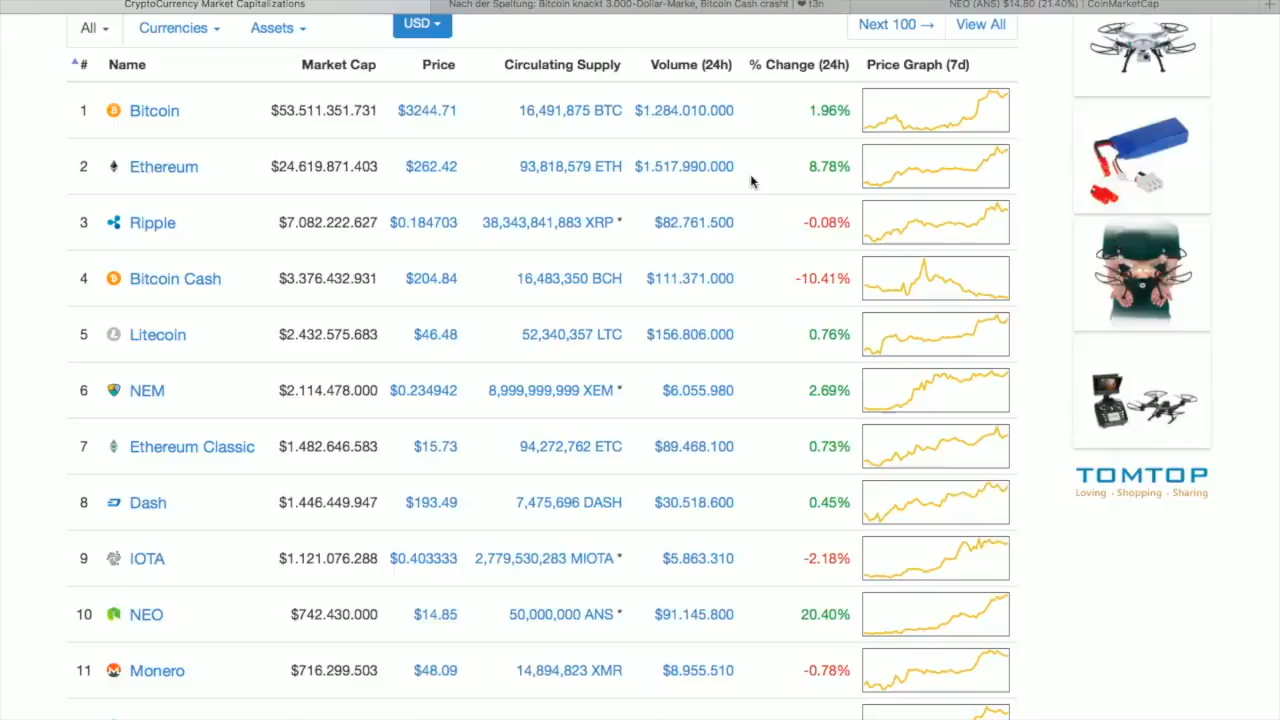 CryptoCurrency Market Capitalizations Nach der Spaltung: Bitcoin knackt 3.000-Dollar-Marke, Bitcoin Cash crasht | ❤ t3n NEO (ANS) $14.80 (21.40%) | CoinMarketCap
All Currencies Assets USD Next 100 → View All
# Name Market Cap Price Circulating Supply Volume (24h) % Change (24h) Price Graph (7d)
1 Bitcoin $53.511.351.731 $3244.71 16,491,875 BTC $1.284.010.000 1.96%
2 Ethereum $24.619.871.403 $262.42 93,818,579 ETH $1.517.990.000 8.78%
3 Ripple $7.082.222.627 $0.184703 38,343,841,883 XRP * $82.761.500 -0.08%
4 Bitcoin Cash $3.376.432.931 $204.84 16,483,350 BCH $111.371.000 -10.41%
5 Litecoin $2.432.575.683 $46.48 52,340,357 LTC $156.806.000 0.76%
6 NEM $2.114.478.000 $0.234942 8,999,999,999 XEM * $6.055.980 2.69%
7 Ethereum Classic $1.482.646.583 $15.73 94,272,762 ETC $89.468.100 0.73%
8 Dash $1.446.449.947 $193.49 7,475,696 DASH $30.518.600 0.45%
9 IOTA $1.121.076.288 $0.403333 2,779,530,283 MIOTA * $5.863.310 -2.18%
10 NEO $742.430.000 $14.85 50,000,000 ANS * $91.145.800 20.40%
11 Monero $716.299.503 $48.09 14,894,823 XMR $8.955.510 -0.78%
TOMTOP
Loving · Shopping · Sharing